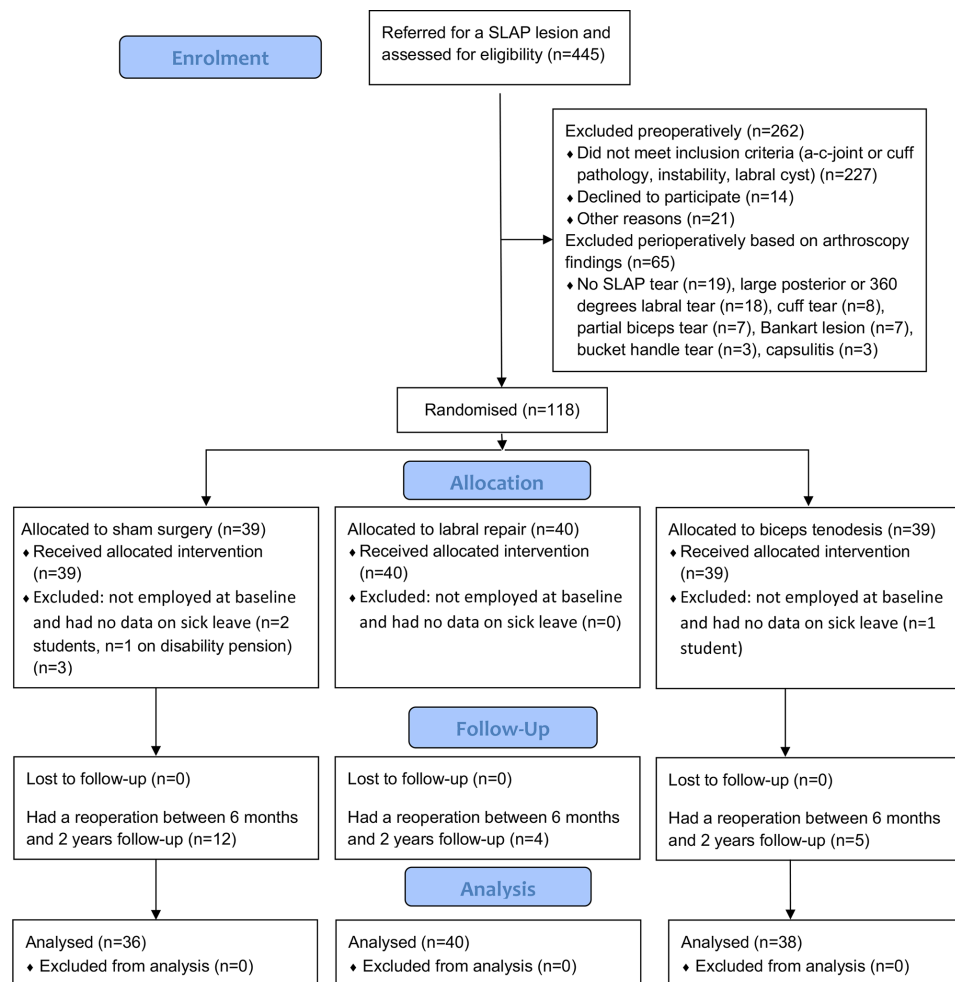 Enrolment
Referred for a SLAP lesion and
assessed for eligibility (n=445)
Excluded preoperatively (n=262)
♦ Did not meet inclusion criteria (a-c-joint or cuff
pathology, instability, labral cyst) (n=227)
♦ Declined to participate (n=14)
♦ Other reasons (n=21)
Excluded perioperatively based on arthroscopy
findings (n=65)
♦ No SLAP tear (n=19), large posterior or 360
degrees labral tear (n=18), cuff tear (n=8),
partial biceps tear (n=7), Bankart lesion (n=7),
bucket handle tear (n=3), capsulitis (n=3)
Randomised (n=118)
Allocation
Allocated to sham surgery (n=39)
♦ Received allocated intervention
(n=39)
♦ Excluded: not employed at baseline
and had no data on sick leave (n=2
students, n=1 on disability pension)
(n=3)
Allocated to labral repair (n=40)
♦ Received allocated intervention
(n=40)
♦ Excluded: not employed at baseline
and had no data on sick leave (n=0)
Allocated to biceps tenodesis (n=39)
♦ Received allocated intervention
(n=39)
♦ Excluded: not employed at baseline
and had no data on sick leave (n=1
student)
Follow-Up
Lost to follow-up (n=0)
Had a reoperation between 6 months
and 2 years follow-up (n=12)
Lost to follow-up (n=0)
Had a reoperation between 6 months
and 2 years follow-up (n=4)
Lost to follow-up (n=0)
Had a reoperation between 6 months
and 2 years follow-up (n=5)
Analysis
Analysed (n=36)
♦ Excluded from analysis (n=0)
Analysed (n=40)
♦ Excluded from analysis (n=0)
Analysed (n=38)
♦ Excluded from analysis (n=0)